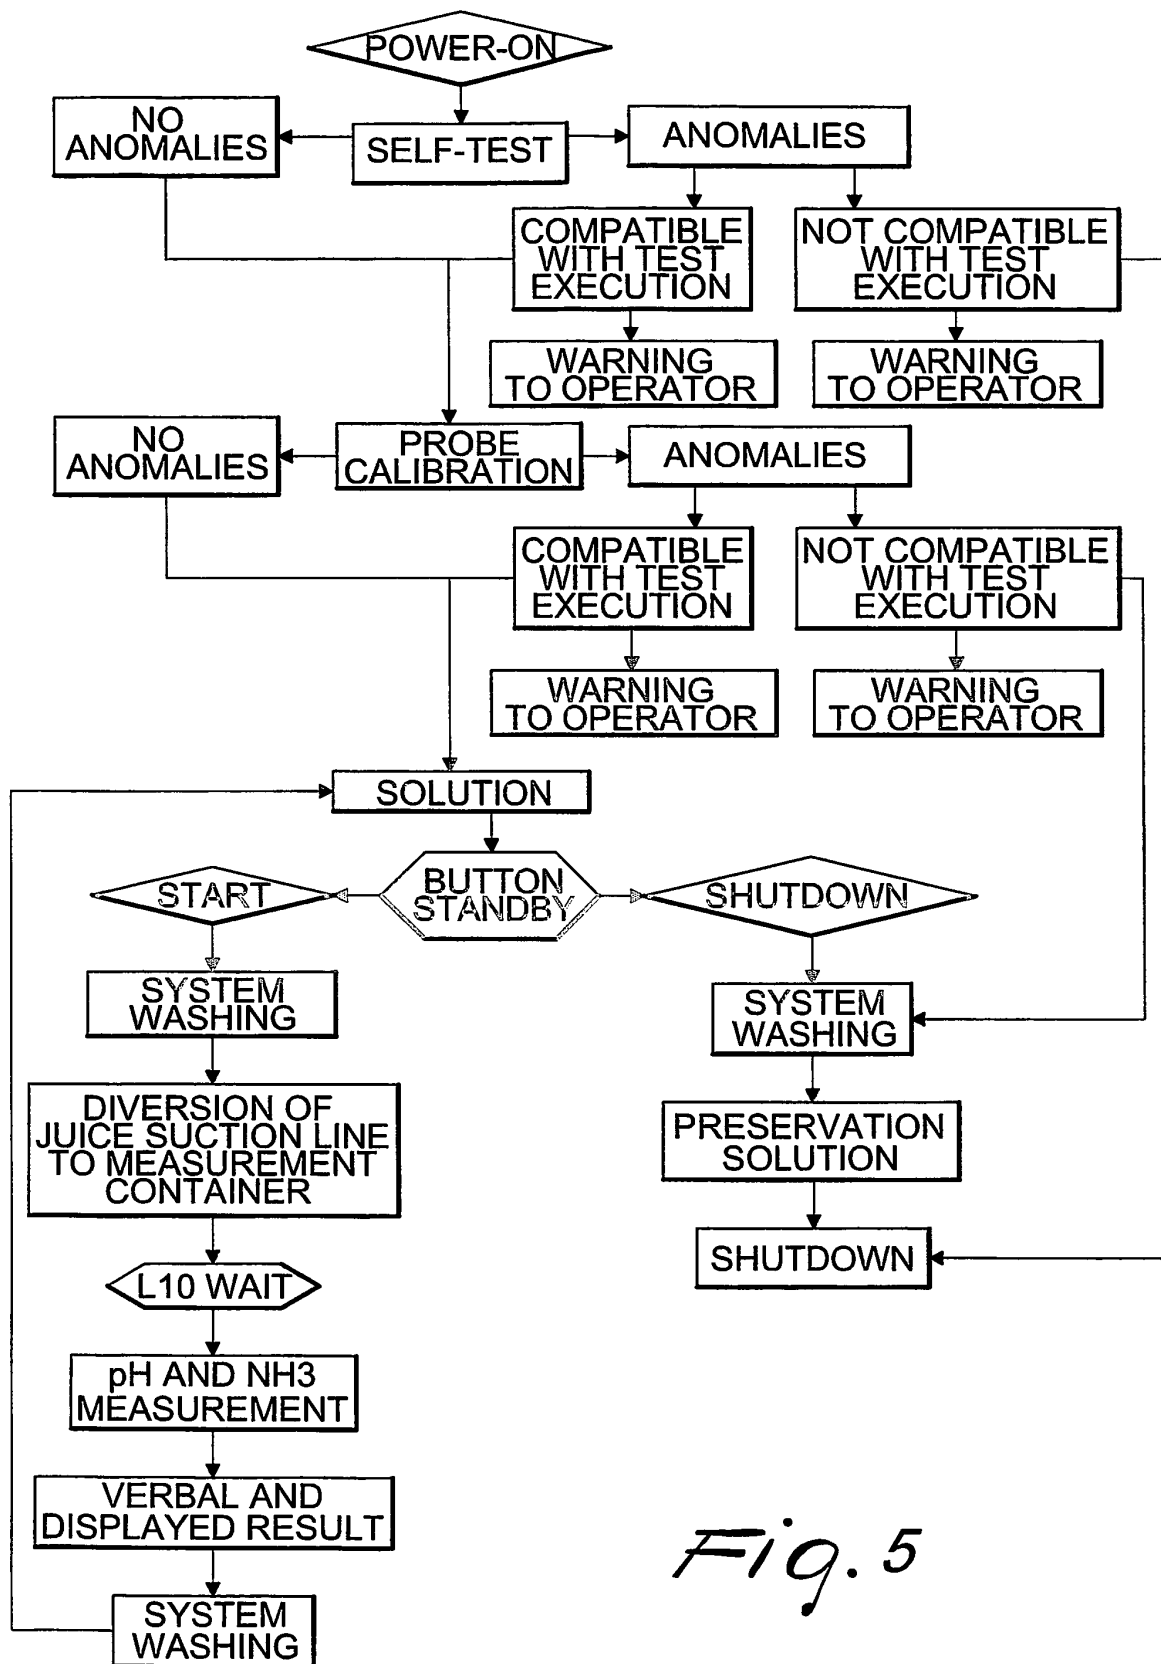 POWER-ON
NO
ANOMALIES
SELF-TEST
ANOMALIES
COMPATIBLE
WITH TEST
EXECUTION
NOT COMPATIBLE
WITH TEST
EXECUTION
WARNING
TO OPERATOR
WARNING
TO OPERATOR
NO
ANOMALIES
PROBE
CALIBRATION
ANOMALIES
COMPATIBLE
WITH TEST
EXECUTION
NOT COMPATIBLE
WITH TEST
EXECUTION
WARNING
TO OPERATOR
WARNING
TO OPERATOR
SOLUTION
START
BUTTON
STANDBY
SHUTDOWN
SYSTEM
WASHING
SYSTEM
WASHING
DIVERSION OF
JUICE SUCTION LINE
TO MEASUREMENT
CONTAINER
PRESERVATION
SOLUTION
L10 WAIT
SHUTDOWN
pH AND NH3
MEASUREMENT
VERBAL AND
DISPLAYED RESULT
SYSTEM
WASHING
Fig. 5